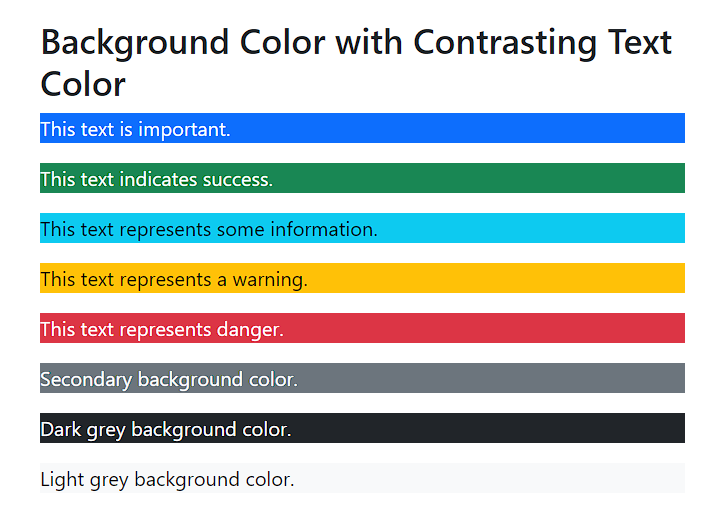 Background Color with Contrasting Text
Color
This text is important.
This text indicates success.
This text represents some information.
This text represents a warning.
This text represents danger.
Secondary background color.
Dark grey background color.
Light grey background color.